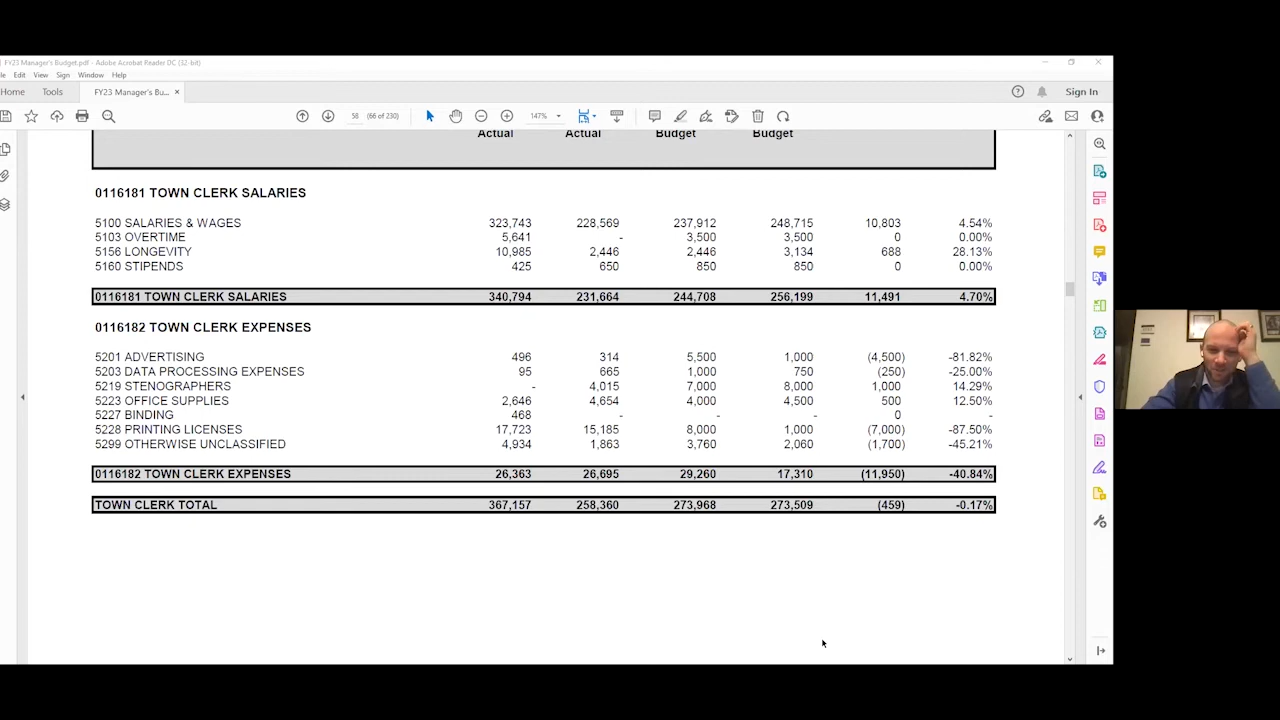 FY23 Manager's Budget.pdf - Adobe Acrobat Reader DC (32-bit)
Edit View Sign Window Help
Home Tools FY23 Manager's Bu... × Sign In
58 (66 of 230) 147%
Actual Actual Budget Budget
0116181 TOWN CLERK SALARIES
5100 SALARIES & WAGES 323,743 228,569 237,912 248,715 10,803 4.54%
5103 OVERTIME 5,641 - 3,500 3,500 0 0.00%
5156 LONGEVITY 10,985 2,446 2,446 3,134 688 28.13%
5160 STIPENDS 425 650 850 850 0 0.00%
0116181 TOWN CLERK SALARIES 340,794 231,664 244,708 256,199 11,491 4.70%
0116182 TOWN CLERK EXPENSES
5201 ADVERTISING 496 314 5,500 1,000 (4,500) -81.82%
5203 DATA PROCESSING EXPENSES 95 665 1,000 750 (250) -25.00%
5219 STENOGRAPHERS - 4,015 7,000 8,000 1,000 14.29%
5223 OFFICE SUPPLIES 2,646 4,654 4,000 4,500 500 12.50%
5227 BINDING 468 - - - 0 -
5228 PRINTING LICENSES 17,723 15,185 8,000 1,000 (7,000) -87.50%
5299 OTHERWISE UNCLASSIFIED 4,934 1,863 3,760 2,060 (1,700) -45.21%
0116182 TOWN CLERK EXPENSES 26,363 26,695 29,260 17,310 (11,950) -40.84%
TOWN CLERK TOTAL 367,157 258,360 273,968 273,509 (459) -0.17%